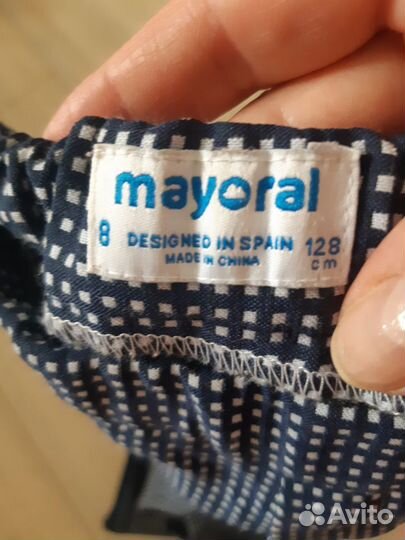 mayoral
8 DESIGNED IN SPAIN 128
MADE IN CHINA cm
Avito